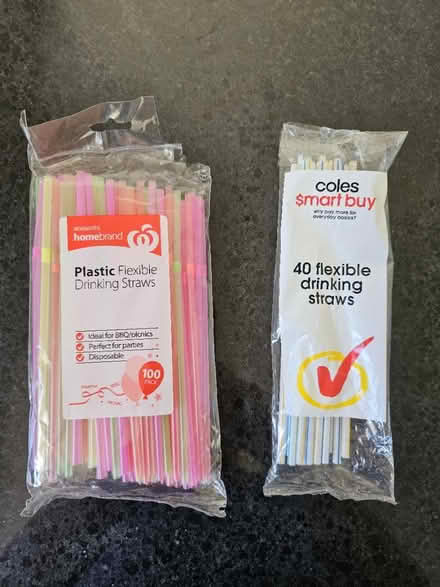 woolworths
homebrand
Plastic Flexible
Drinking Straws
Ideal for BBQ/picnics
Perfect for parties
Disposable
100
PACK
coles
$mart buy
why pay more for
everyday basics?
40 flexible
drinking
straws